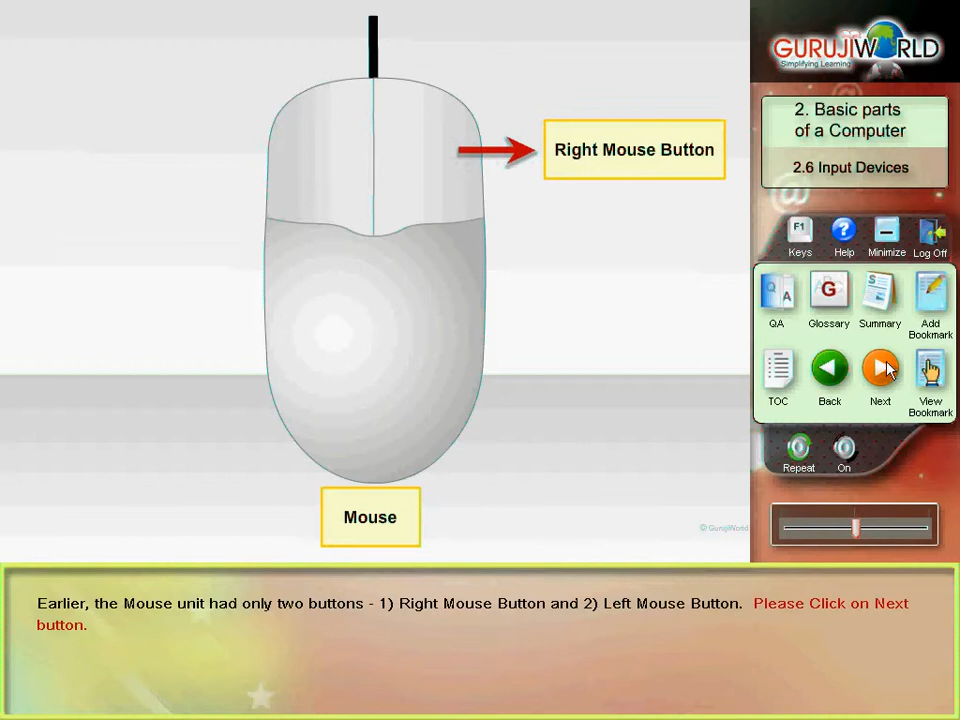 GURUJIWORLD
Simplifying Learning
2. Basic parts
of a Computer
2.6 Input Devices
Right Mouse Button
F1
Keys
Help
Minimize
Log Off
Q A
QA
G
Glossary
S
Summary
Add
Bookmark
TOC
Back
Next
View
Bookmark
Repeat
On
Mouse
© GurujiWorld
Earlier, the Mouse unit had only two buttons - 1) Right Mouse Button and 2) Left Mouse Button. Please Click on Next
button.